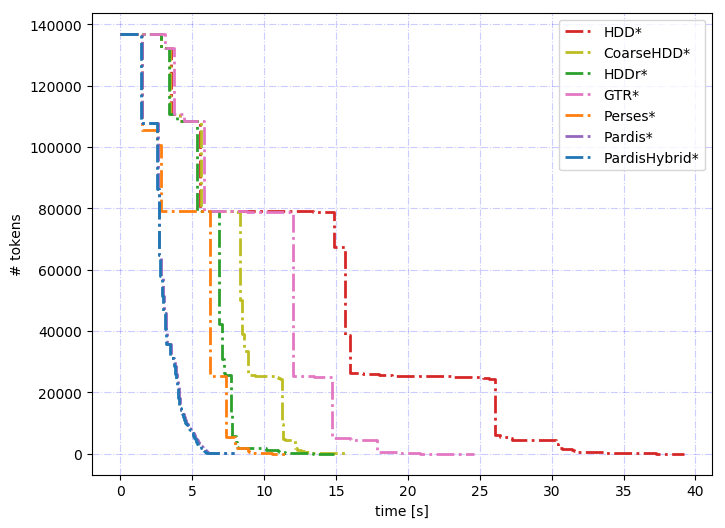 140000
120000
100000
80000
60000
40000
20000
0
# tokens
0 5 10 15 20 25 30 35 40
time [s]
HDD*
CoarseHDD*
HDDr*
GTR*
Perses*
Pardis*
PardisHybrid*